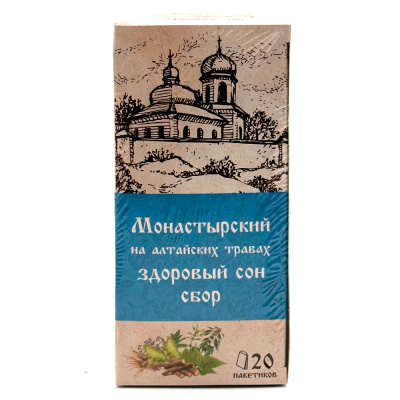 Монастырский
на алтайских травах
здоровый сон
сбор
20
пакетиков